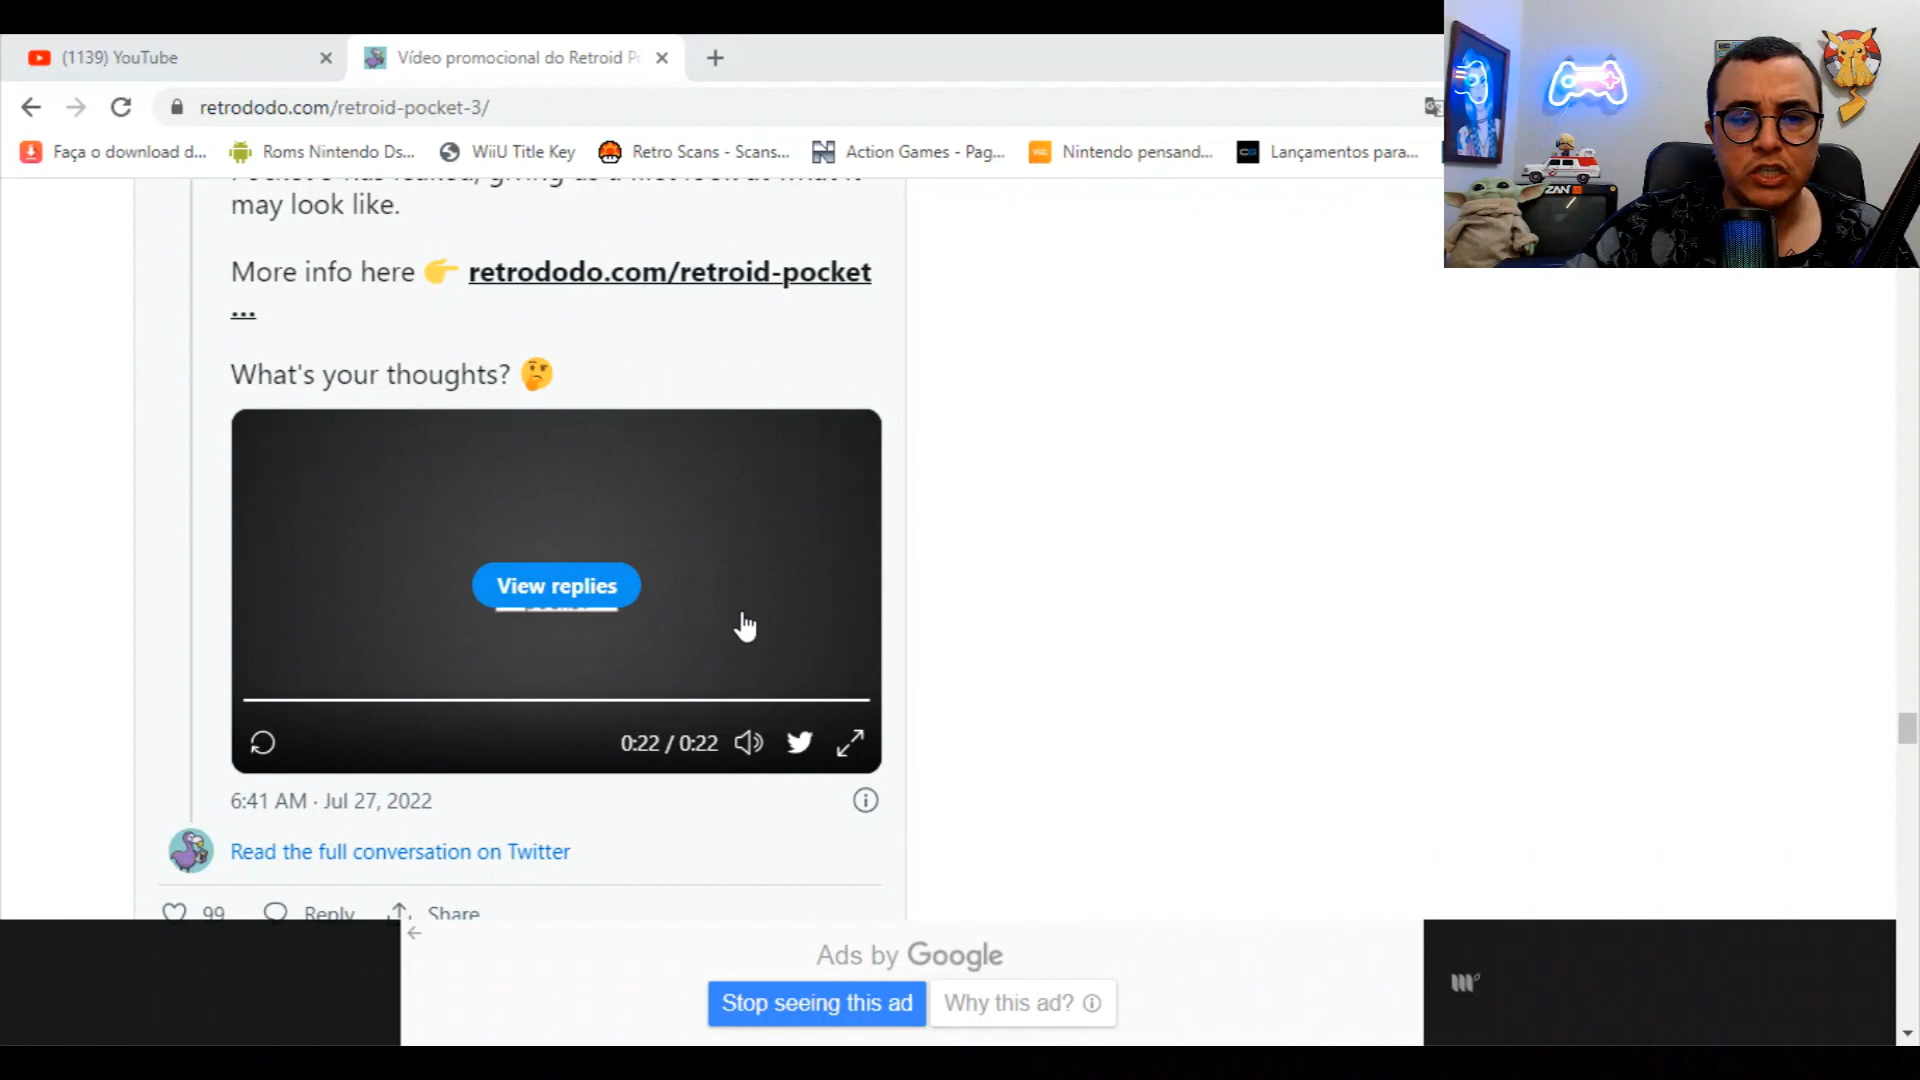 (1139) YouTube
Vídeo promocional do Retroid Po
retrododo.com/retroid-pocket-3/
Faça o download d...
Roms Nintendo Ds...
WiiU Title Key
Retro Scans - Scans...
Action Games - Pag...
Nintendo pensand...
Lançamentos para...
may look like.
More info here 👉 retrododo.com/retroid-pocket
...
What's your thoughts? 🤔
View replies
0:22 / 0:22
6:41 AM · Jul 27, 2022
Read the full conversation on Twitter
99 Reply Share
Ads by Google
Stop seeing this ad
Why this ad?